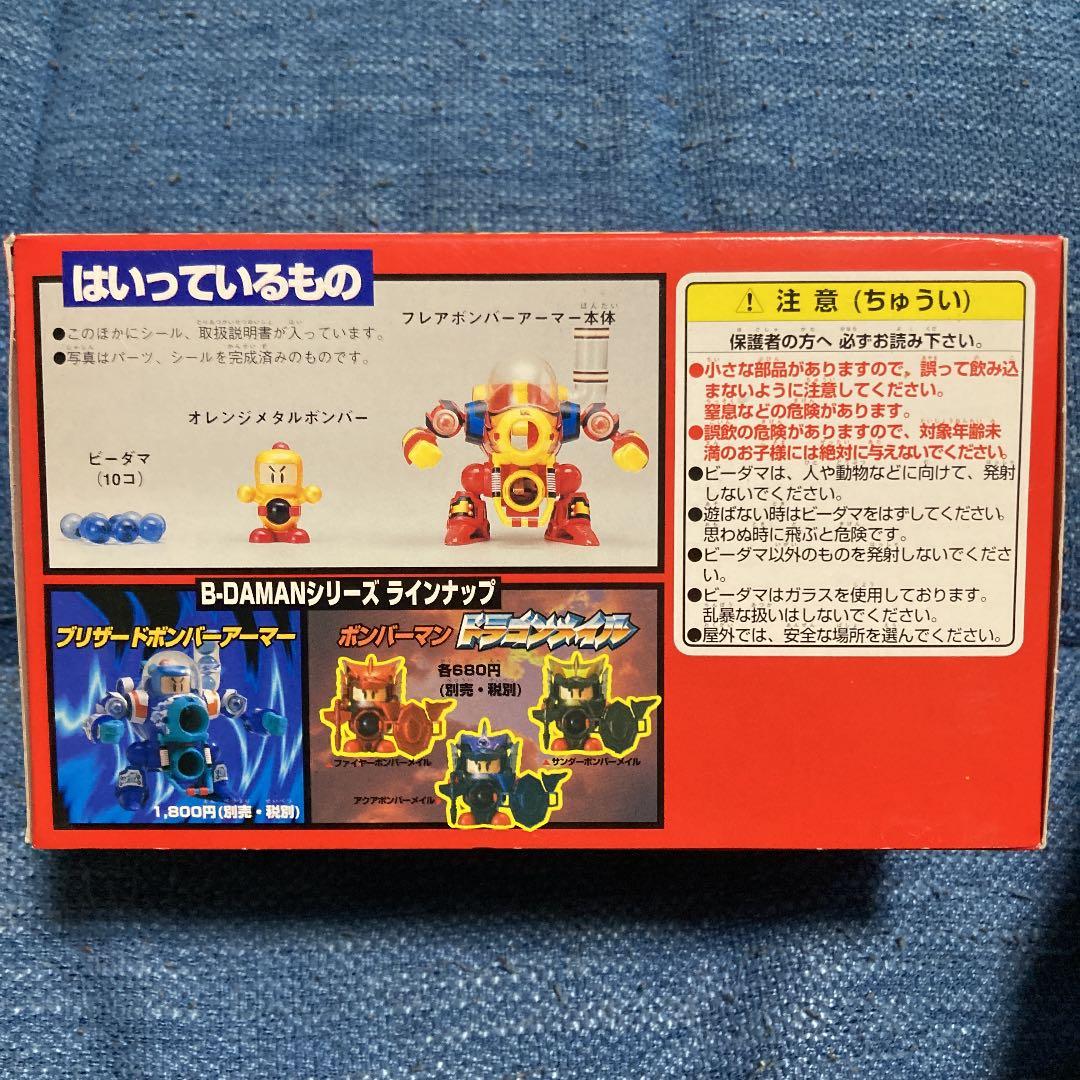 はいっているもの
●このほかにシール、取扱説明書が入っています。
●写真はパーツ、シールを完成済みのものです。
フレアボンバーアーマー本体
オレンジメタルボンバー
ビーダマ
(10コ)
B-DAMANシリーズ ラインナップ
ブリザードボンバーアーマー
1,800円(別売・税別)
ボンバーマン ドラゴンメイル
各680円
(別売・税別)
ファイヤーボンバーメイル
サンダーボンバーメイル
アクアボンバーメイル
注意 (ちゅうい)
保護者の方へ 必ずお読み下さい。
●小さな部品がありますので、誤って飲み込
まないように注意してください。
窒息などの危険があります。
●誤飲の危険がありますので、対象年齢未
満のお子様には絶対に与えないでください。
●ビーダマは、人や動物などに向けて、発射
しないでください。
●遊ばない時はビーダマをはずしてください。
思わぬ時に飛ぶと危険です。
●ビーダマ以外のものを発射しないでくださ
い。
●ビーダマはガラスを使用しております。
乱暴な扱いはしないでください。
●屋外では、安全な場所を選んでください。